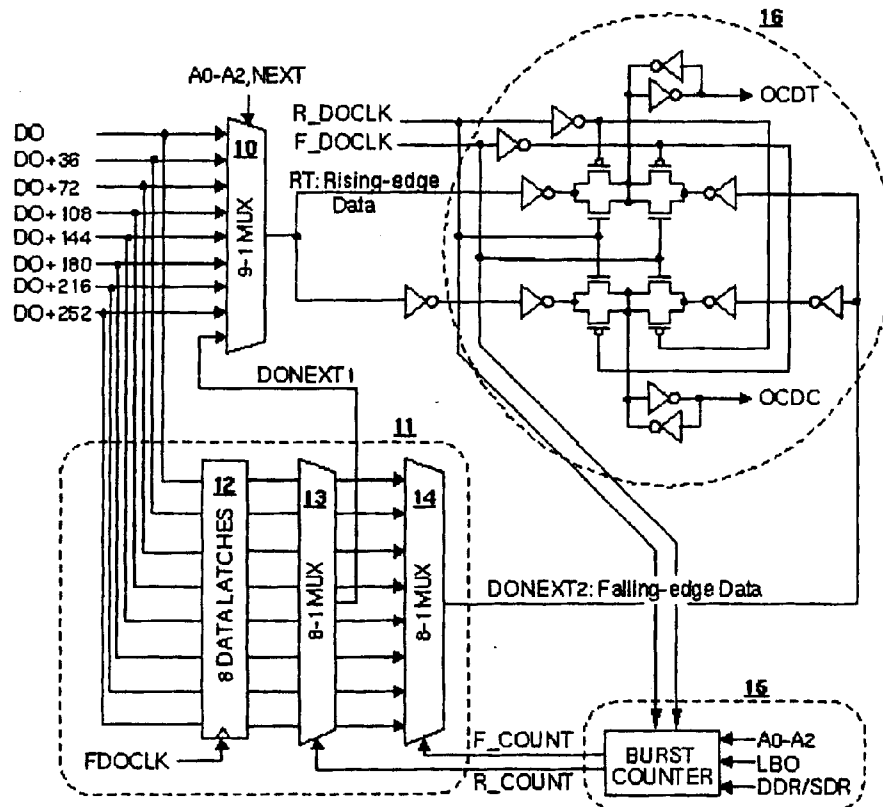 16
A0-A2,NEXT
R_DOCLK
F_DOCLK
OCDT
DO
DO+36
DO+72
DO+108
DO+144
DO+180
DO+216
DO+252
10
9-1 MUX
RT: Rising-edge
Data
DONEXT1
OCDC
11
12
8 DATA LATCHES
13
8-1 MUX
14
8-1 MUX
DONEXT2: Falling-edge Data
15
F_COUNT
R_COUNT
FDOCLK
BURST
COUNTER
A0-A2
LBO
DDR/SDR